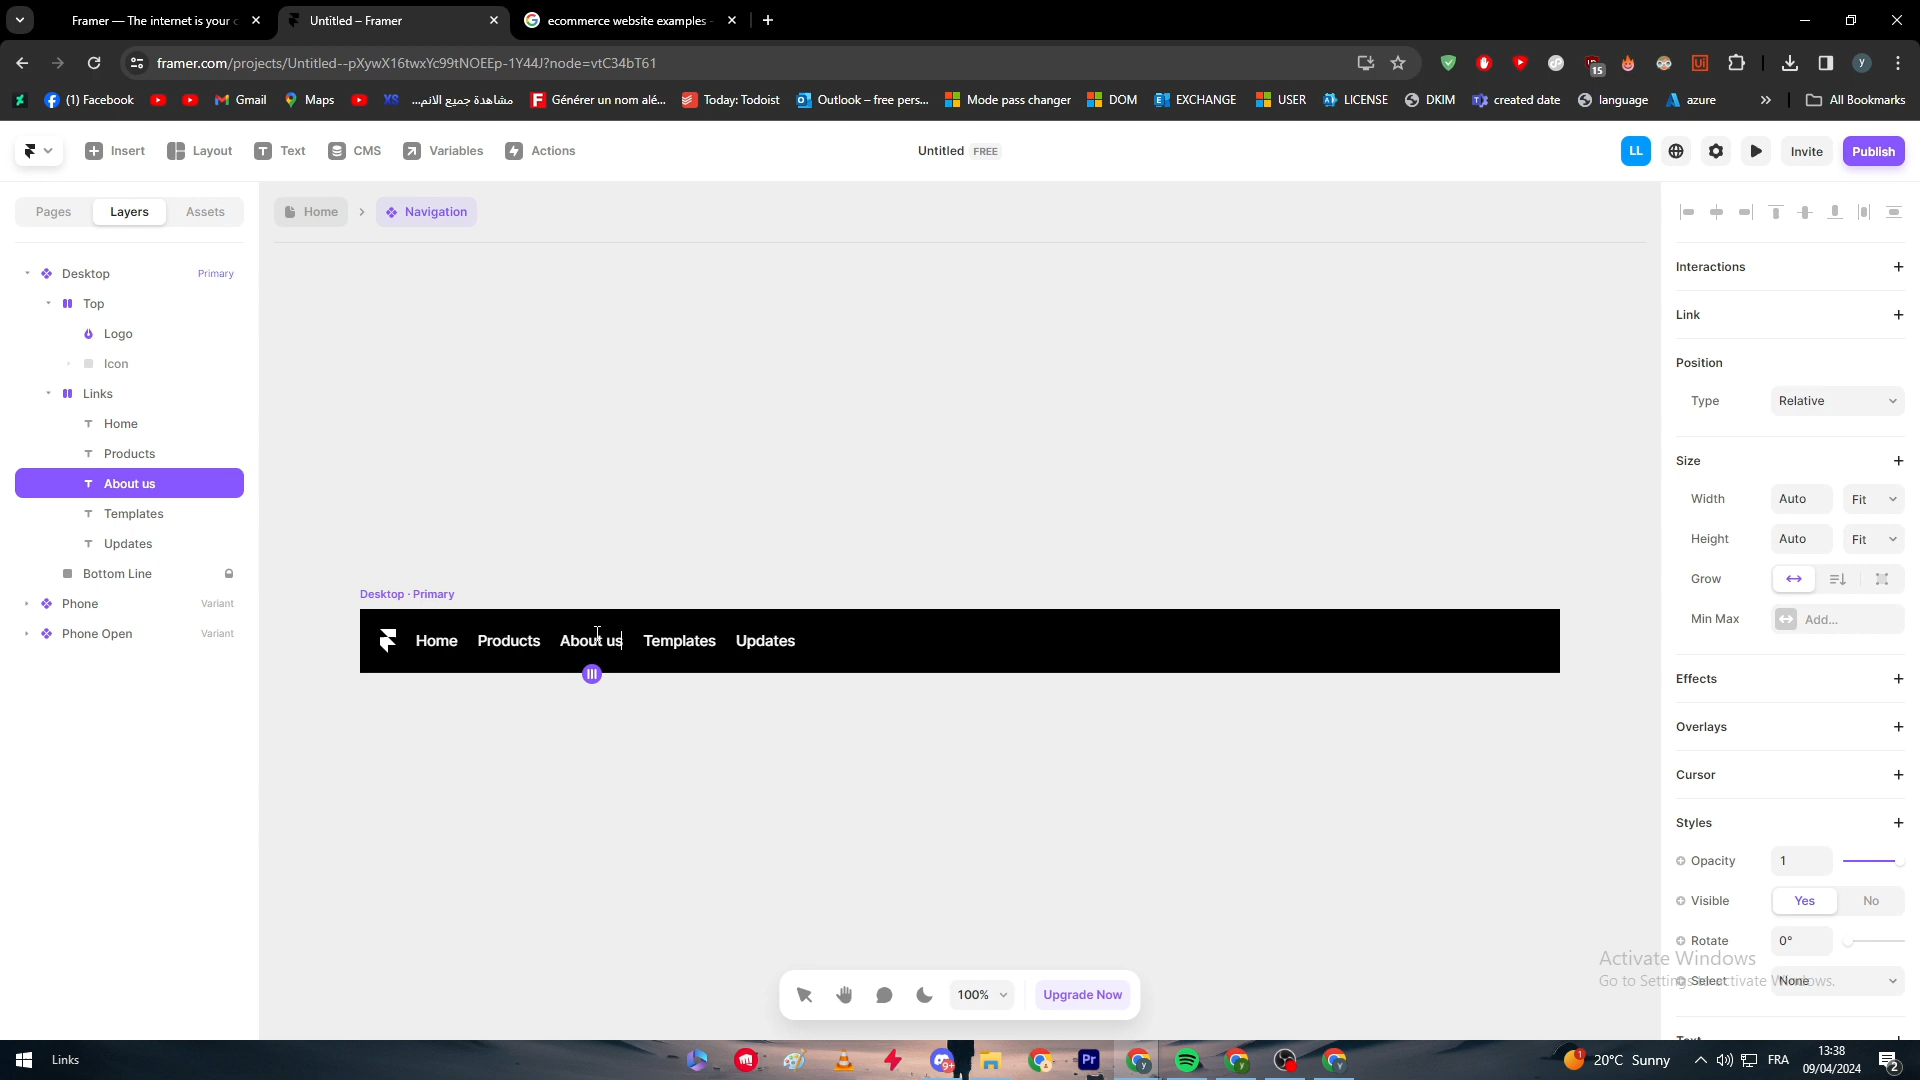 Framer — The internet is your c
Untitled – Framer
ecommerce website examples -
framer.com/projects/Untitled--pXywX16twxYc99tNOEEp-1Y44J?node=vtC34bT61
15
y
(1) Facebook
Gmail
Maps
XS
مشاهدة جميع الانم...
Générer un nom alé...
Today: Todoist
Outlook – free pers...
Mode pass changer
DOM
EXCHANGE
USER
LICENSE
DKIM
created date
language
azure
All Bookmarks
Insert
Layout
Text
CMS
Variables
Actions
Untitled FREE
LL
Invite
Publish
Pages
Layers
Assets
Home
Navigation
Desktop Primary
Top
Logo
Icon
Links
Home
Products
About us
Templates
Updates
Bottom Line
Phone Variant
Phone Open Variant
Desktop · Primary
Home Products About us Templates Updates
100%
Upgrade Now
Interactions
Link
Position
Type Relative
Size
Width Auto Fit
Height Auto Fit
Grow
Min Max Add...
Effects
Overlays
Cursor
Styles
Opacity 1
Visible Yes No
Rotate 0°
Select None
Activate Windows
Go to Settings to activate Windows.
Links
9+
Pr
1
20°C Sunny
FRA
13:38
09/04/2024
2